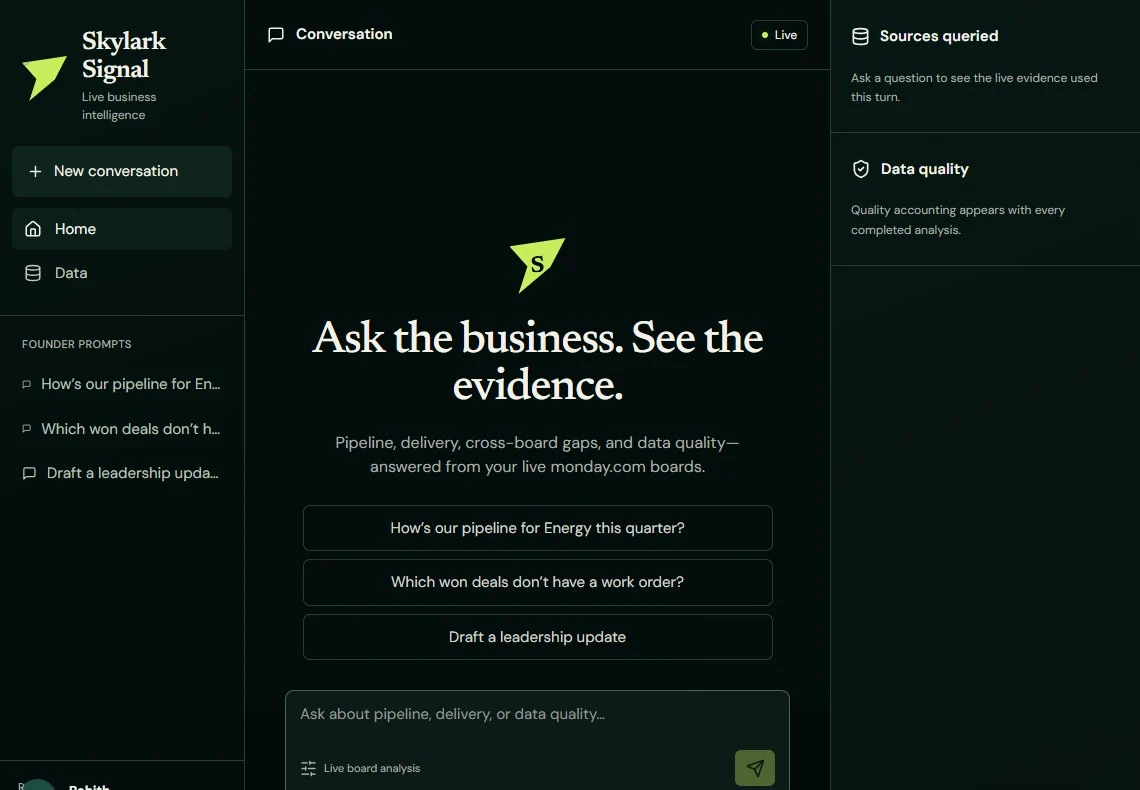 Skylark
Signal
Live business
intelligence
New conversation
Home
Data
FOUNDER PROMPTS
How’s our pipeline for En...
Which won deals don’t h...
Draft a leadership upda...
R
Rohith
Conversation
Live
S
Ask the business. See the
evidence.
Pipeline, delivery, cross-board gaps, and data quality—
answered from your live monday.com boards.
How’s our pipeline for Energy this quarter?
Which won deals don’t have a work order?
Draft a leadership update
Ask about pipeline, delivery, or data quality...
Live board analysis
Sources queried
Ask a question to see the live evidence used
this turn.
Data quality
Quality accounting appears with every
completed analysis.